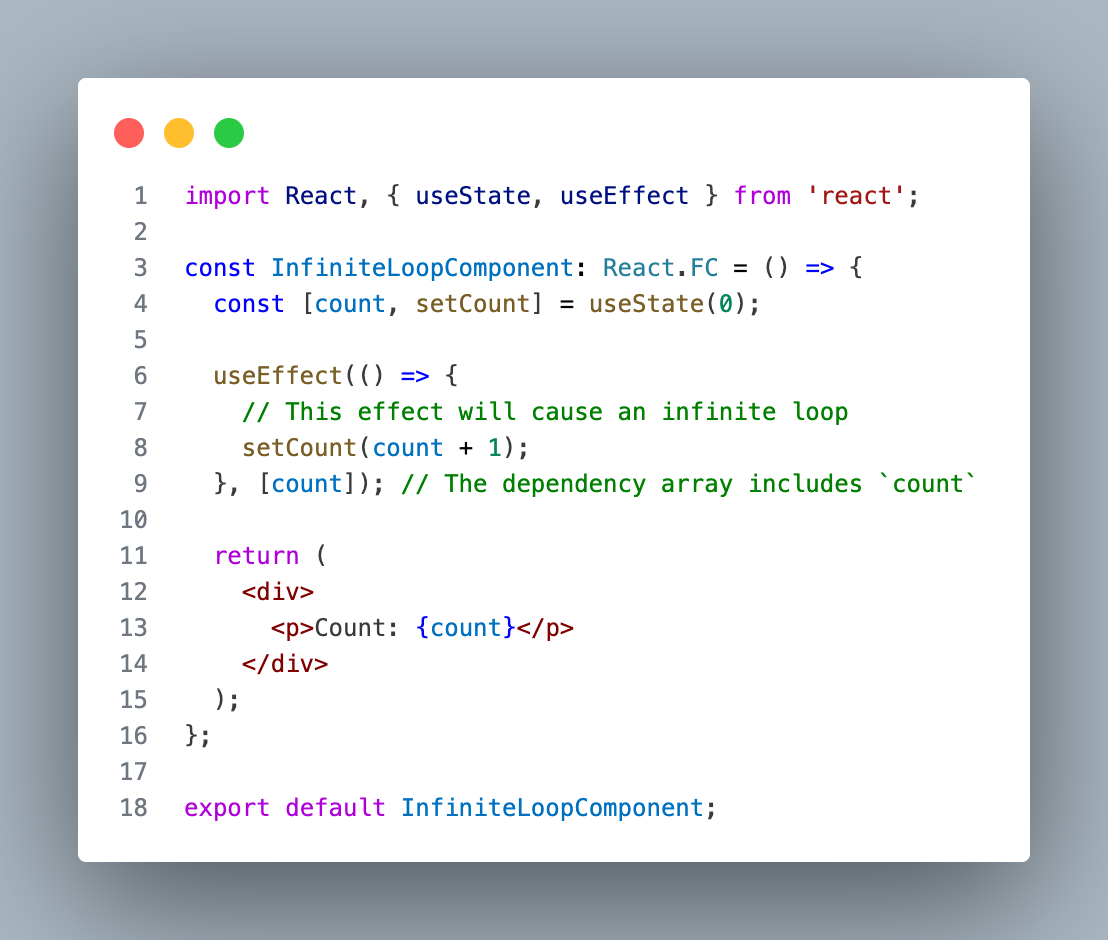 1 import React, { useState, useEffect } from 'react';
2
3 const InfiniteLoopComponent: React.FC = () => {
4   const [count, setCount] = useState(0);
5
6   useEffect(() => {
7     // This effect will cause an infinite loop
8     setCount(count + 1);
9   }, [count]); // The dependency array includes `count`
10
11   return (
12     <div>
13       <p>Count: {count}</p>
14     </div>
15   );
16 };
17
18 export default InfiniteLoopComponent;